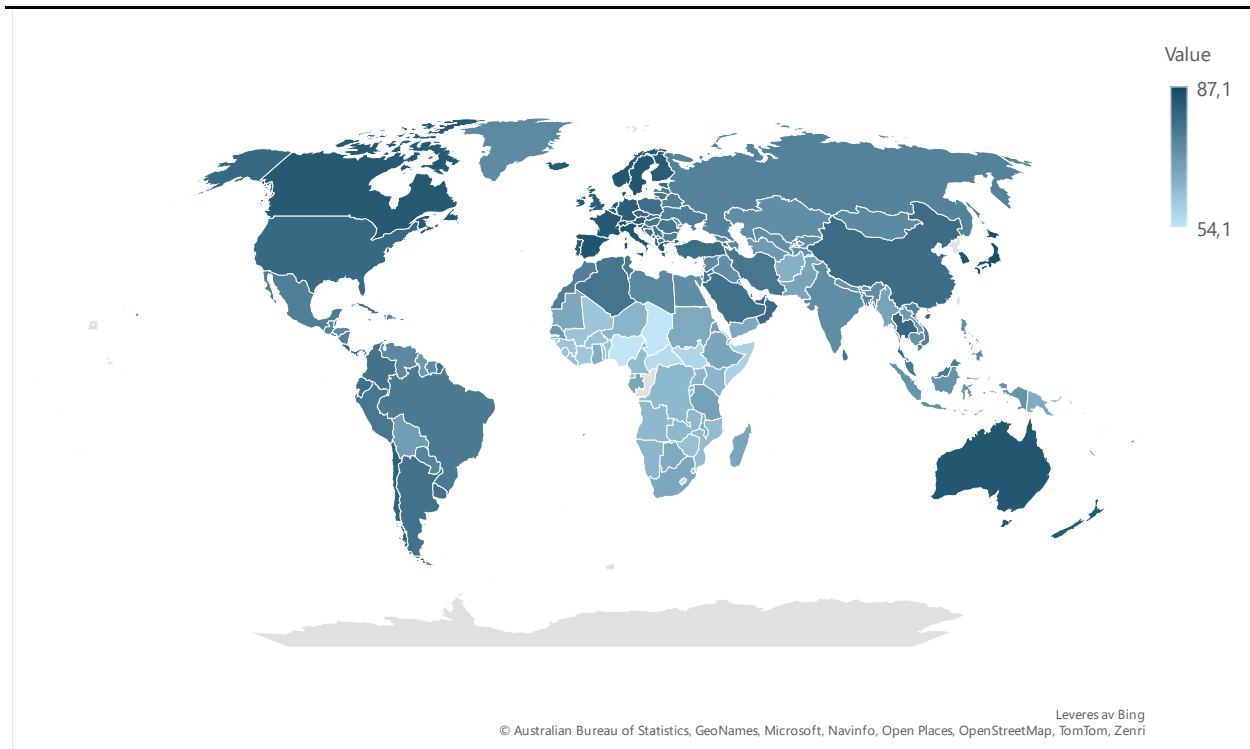 Value
87,1
54,1
Leveres av Bing
© Australian Bureau of Statistics, GeoNames, Microsoft, Navinfo, Open Places, OpenStreetMap, TomTom, Zenri